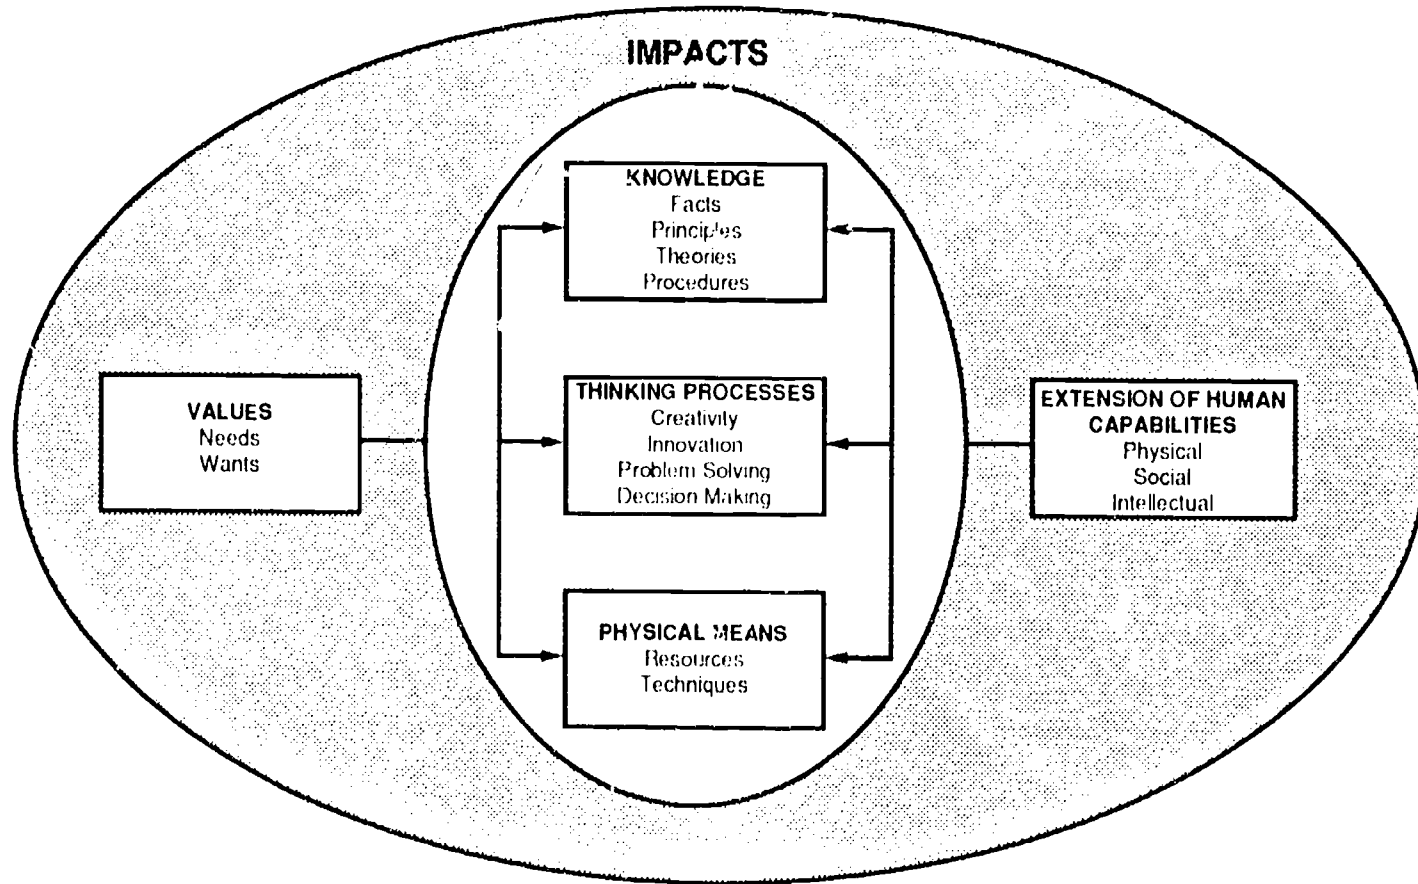 IMPACTS
KNOWLEDGE
Facts
Principles
Theories
Procedures
VALUES
Needs
Wants
THINKING PROCESSES
Creativity
Innovation
Problem Solving
Decision Making
EXTENSION OF HUMAN
CAPABILITIES
Physical
Social
Intellectual
PHYSICAL MEANS
Resources
Techniques